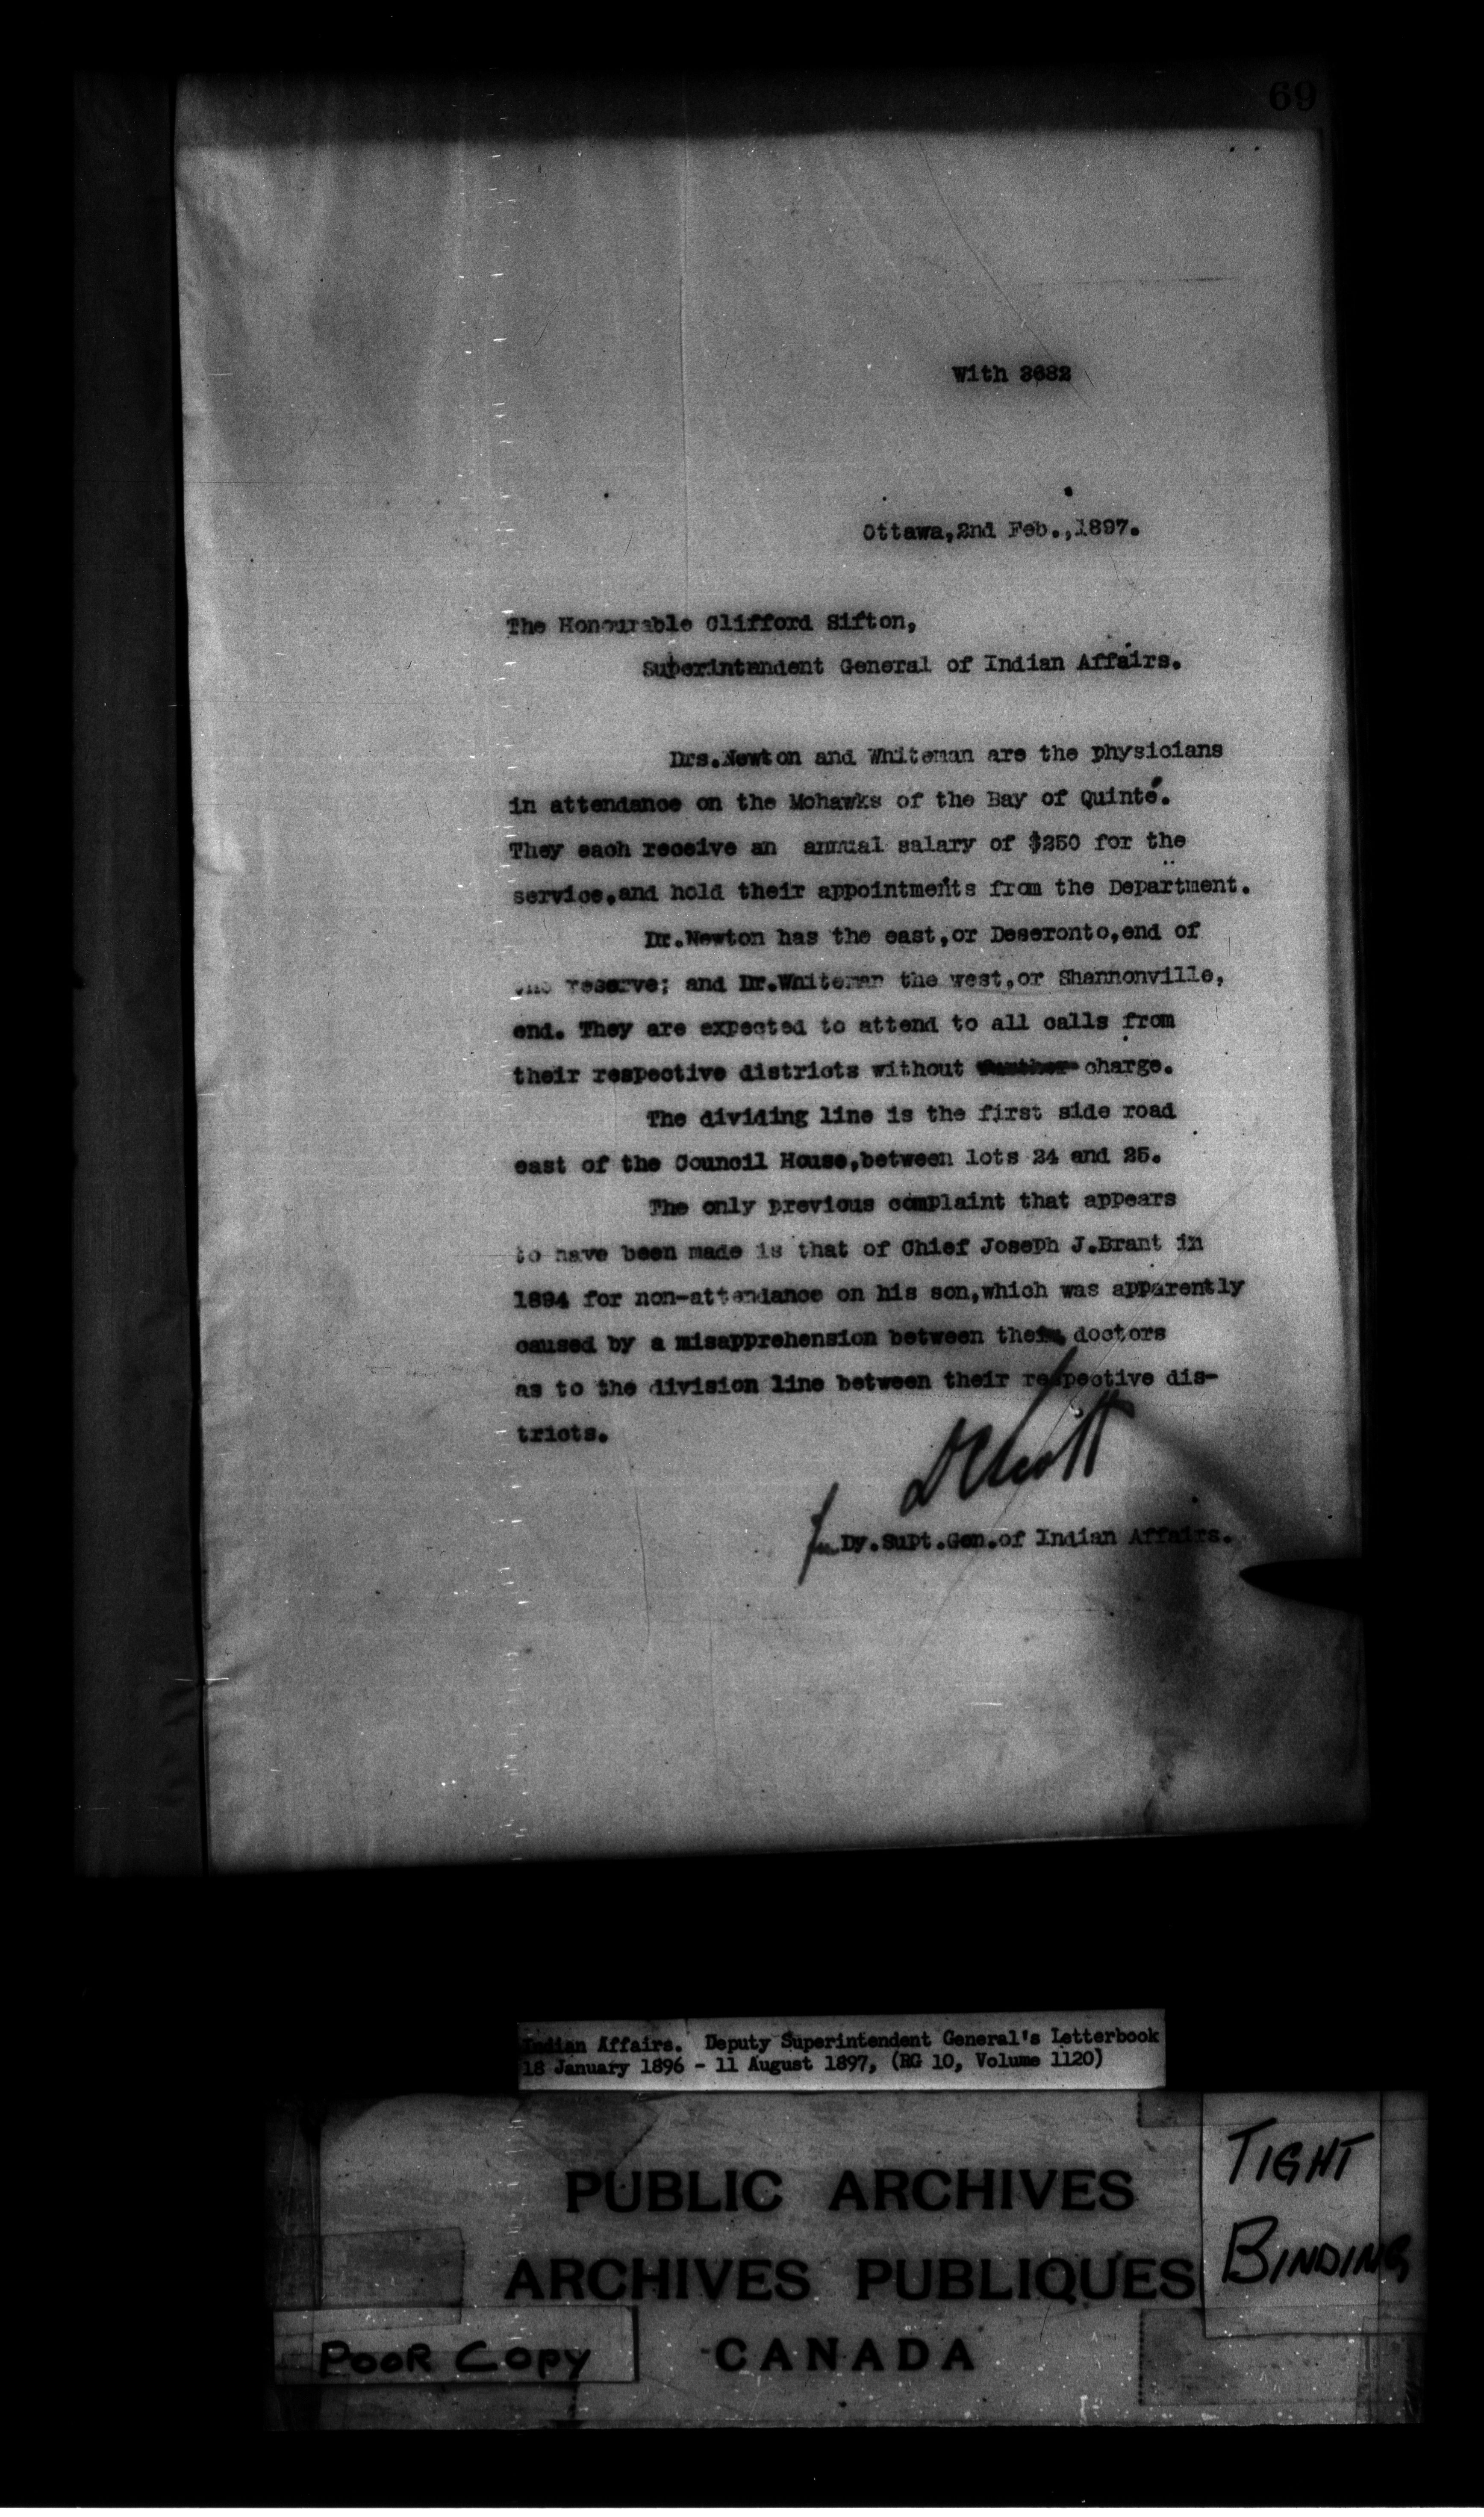 69
With 3682
Ottawa,2nd Feb.,1897.
The Honourable Clifford Sifton,
Superintendent General of Indian Affairs.
Drs.Newton and Whiteman are the physicians
in attendance on the Mohawks of the Bay of Quinté.
They each receive an annual salary of $250 for the
service,and hold their appointments from the Department.
Dr.Newton has the east,or Deseronto,end of
the reserve; and Dr.Whiteman the west,or Shannonville,
end. They are expected to attend to all calls from
their respective districts without charge.
The dividing line is the first side road
east of the Council House,between lots 24 and 25.
The only previous complaint that appears
to have been made is that of Chief Joseph J.Brant in
1894 for non-attendance on his son,which was apparently
caused by a misapprehension between the doctors
as to the division line between their respective dis-
tricts.
for Dy.Supt.Gen.of Indian Affairs.
Indian Affairs. Deputy Superintendent General's Letterbook
18 January 1896 - 11 August 1897, (RG 10, Volume 1120)
PUBLIC ARCHIVES
ARCHIVES PUBLIQUES
CANADA
TIGHT
BINDING
POOR COPY